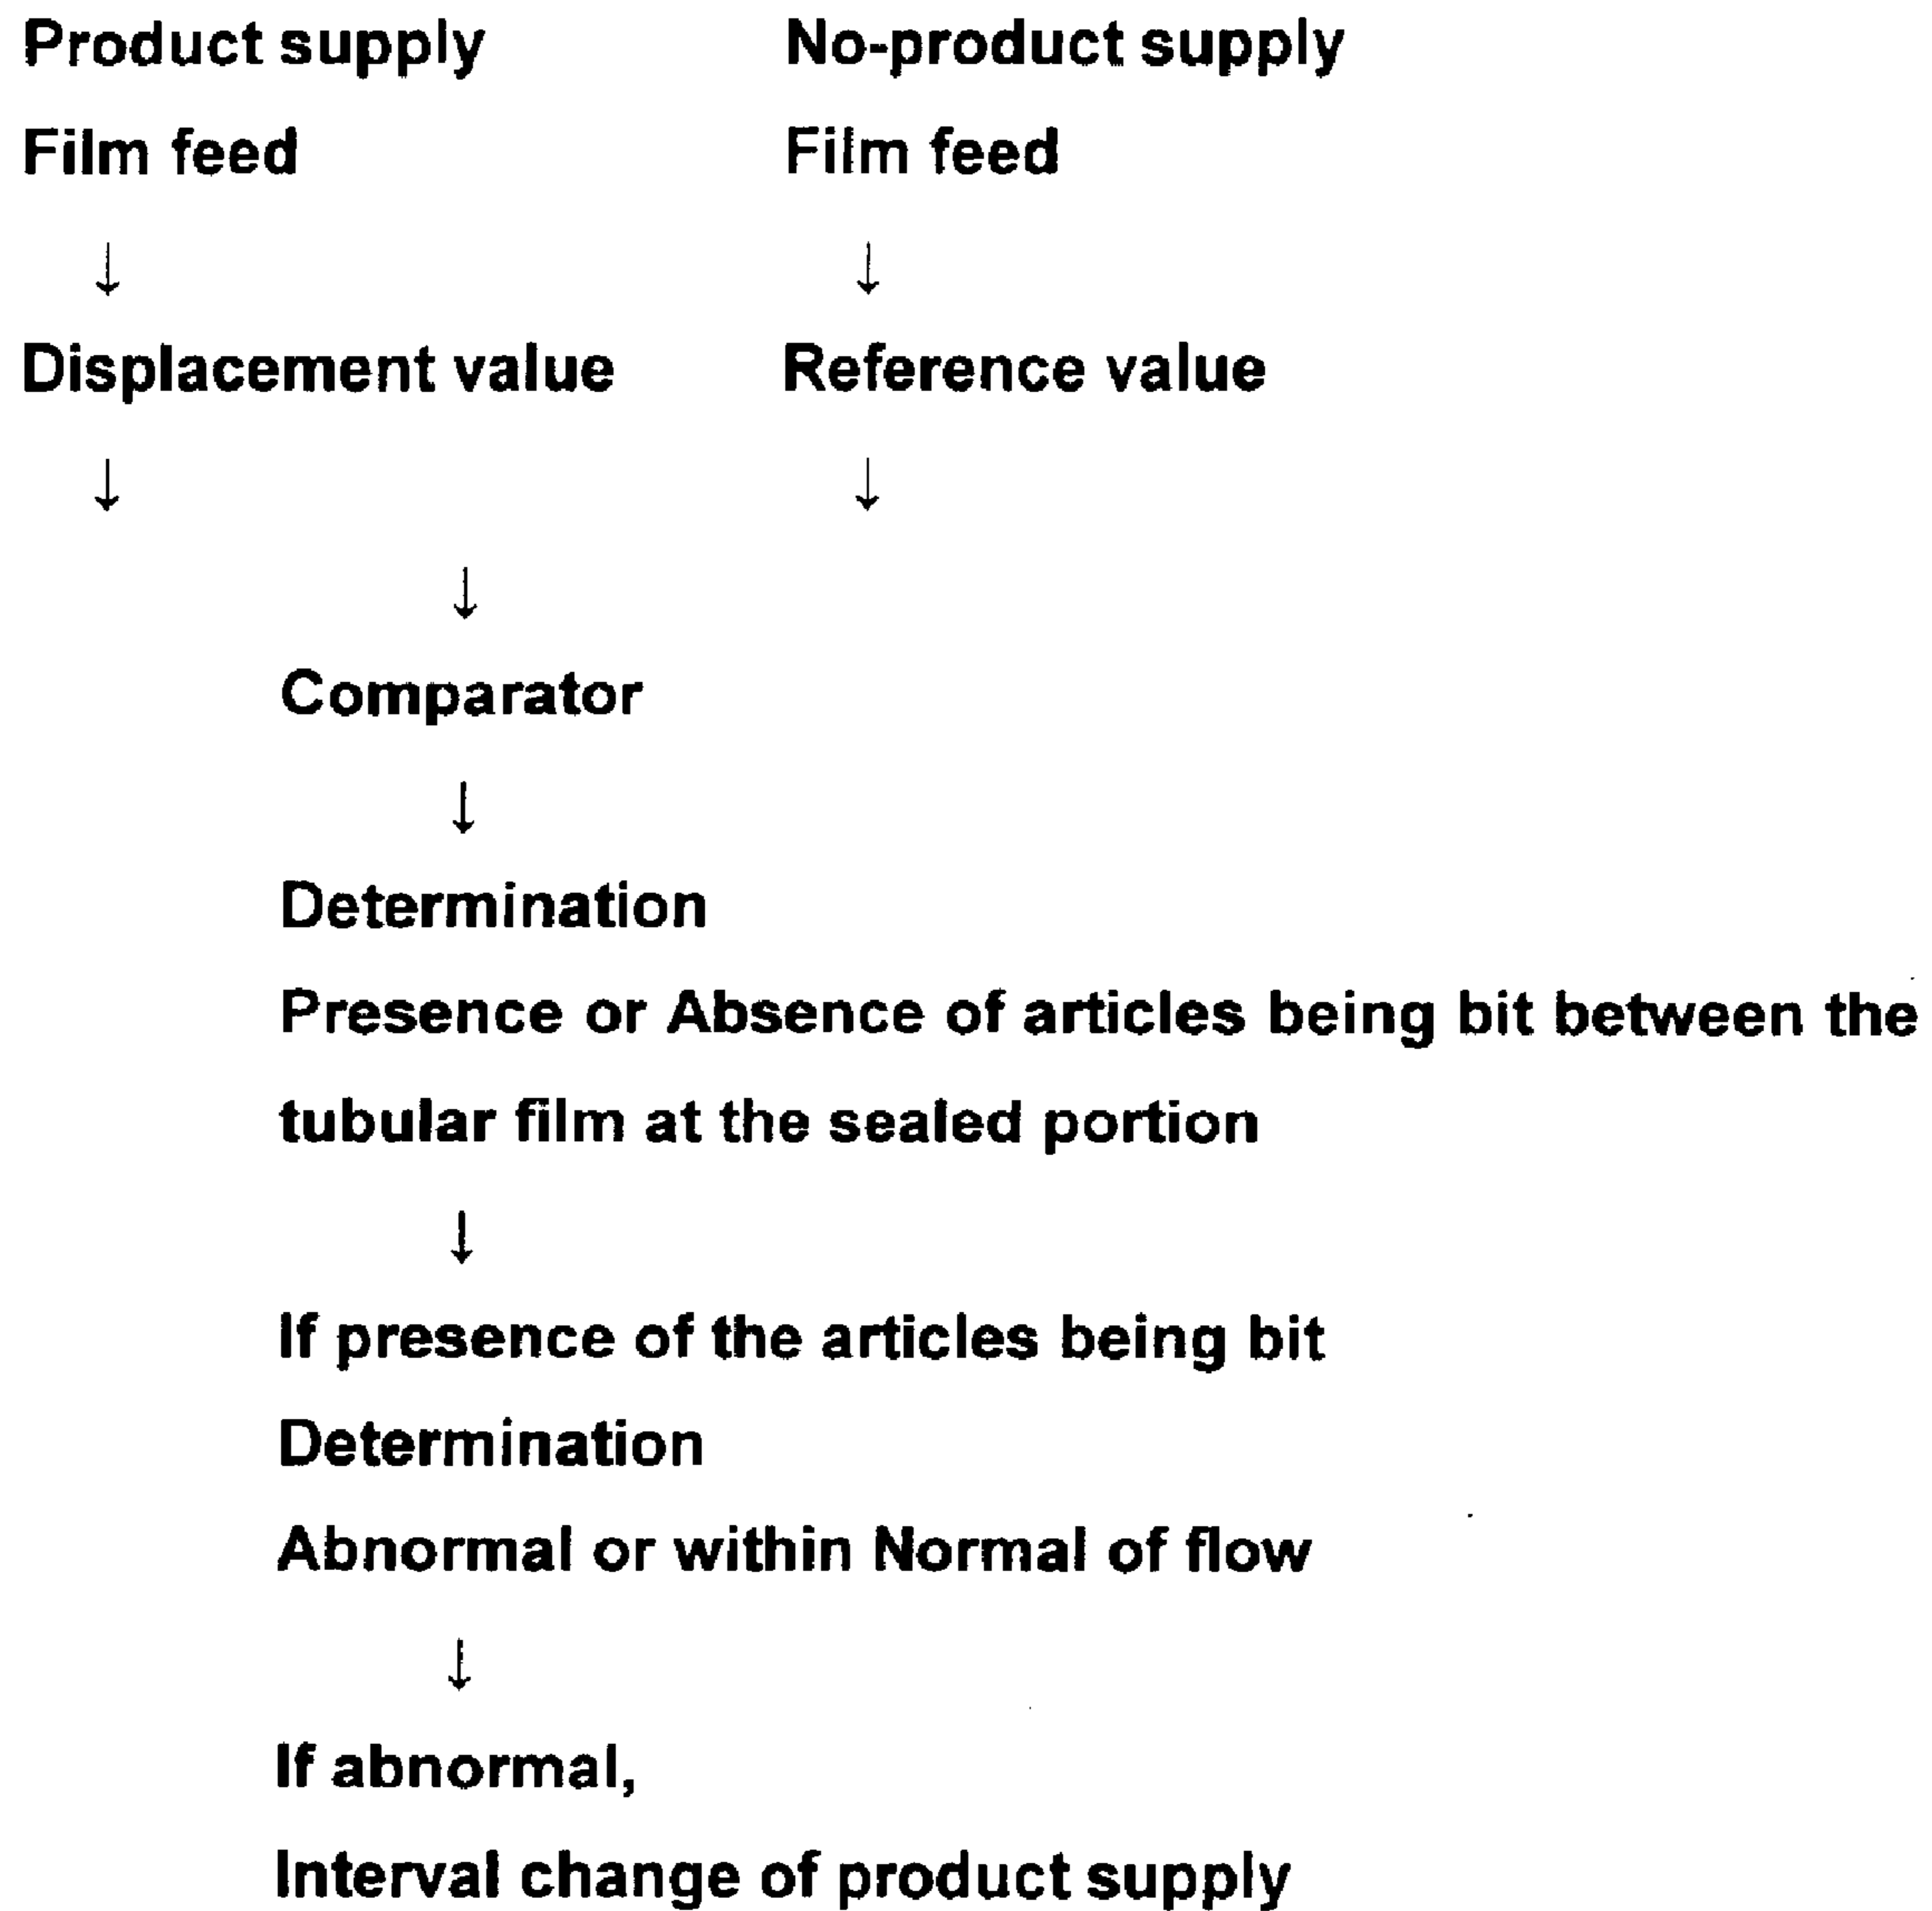 Product supply No-product supply
Film feed Film feed
↓ ↓
Displacement value Reference value
↓ ↓
↓
Comparator
↓
Determination
Presence or Absence of articles being bit between the
tubular film at the sealed portion
↓
If presence of the articles being bit
Determination
Abnormal or within Normal of flow
↓
If abnormal,
Interval change of product supply